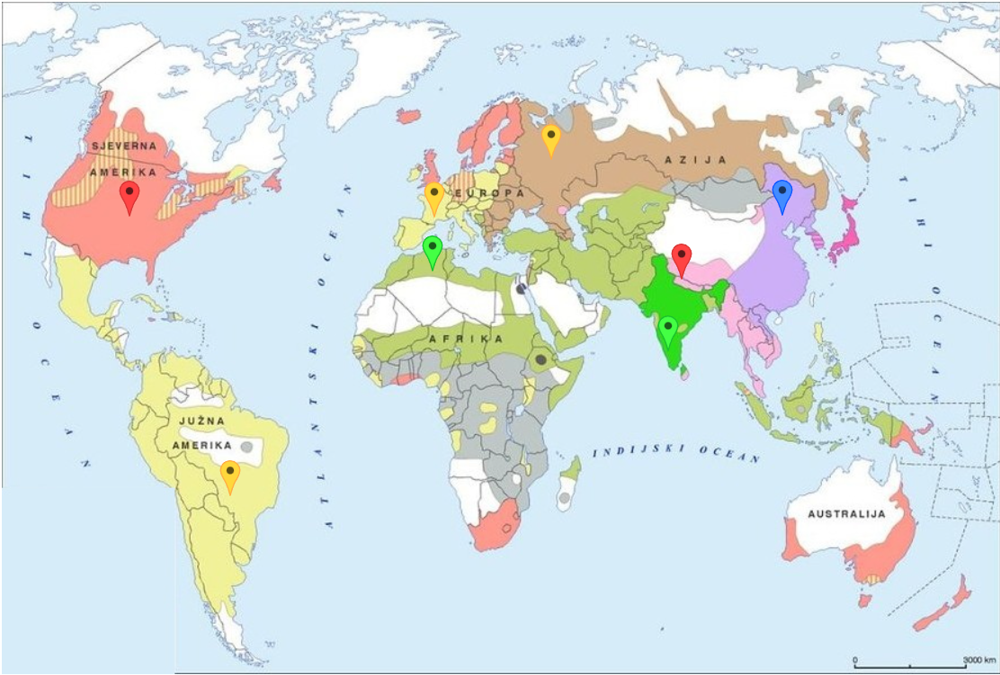 SJEVERNA
AMERIKA
EUROPA
AZIJA
AFRIKA
JUŽNA
AMERIKA
AUSTRALIJA
TIHI
OCEAN
ATLANTSKI OCEAN
INDIJSKI OCEAN
TIHI
OCEAN
0
3000 km